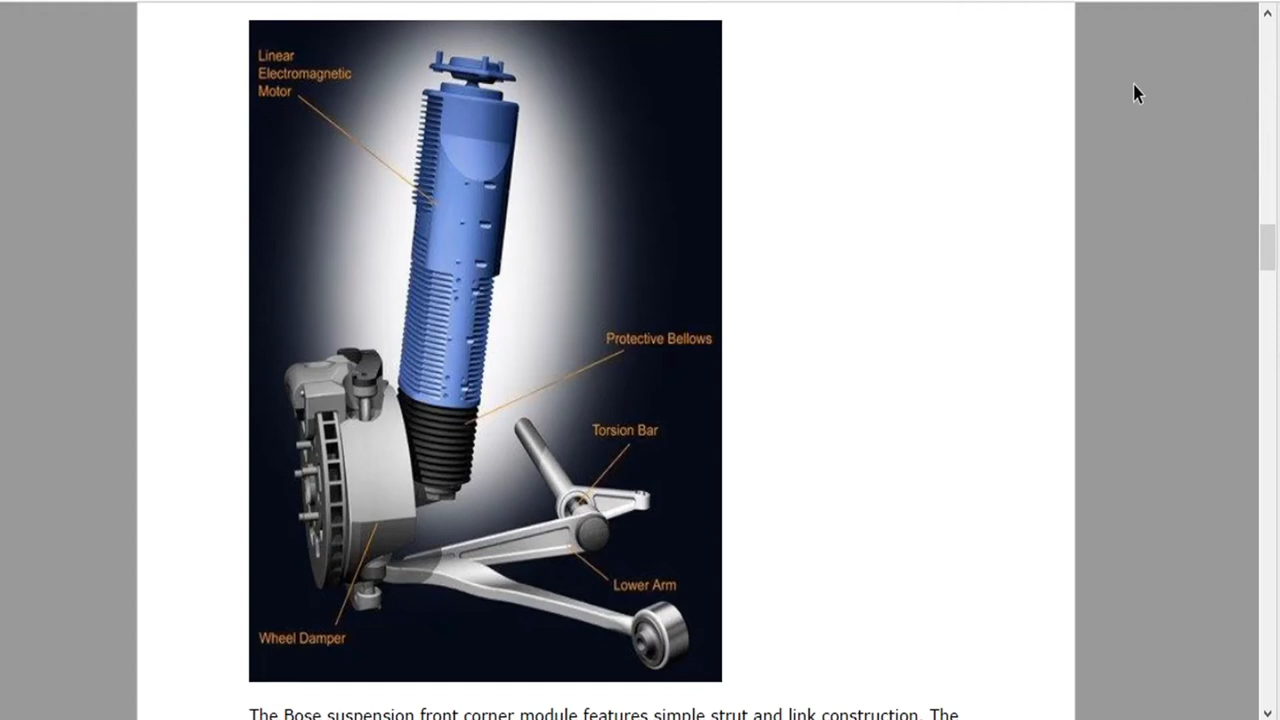 Linear
Electromagnetic
Motor
Protective Bellows
Torsion Bar
Lower Arm
Wheel Damper
The Bose suspension front corner module features simple strut and link construction. The